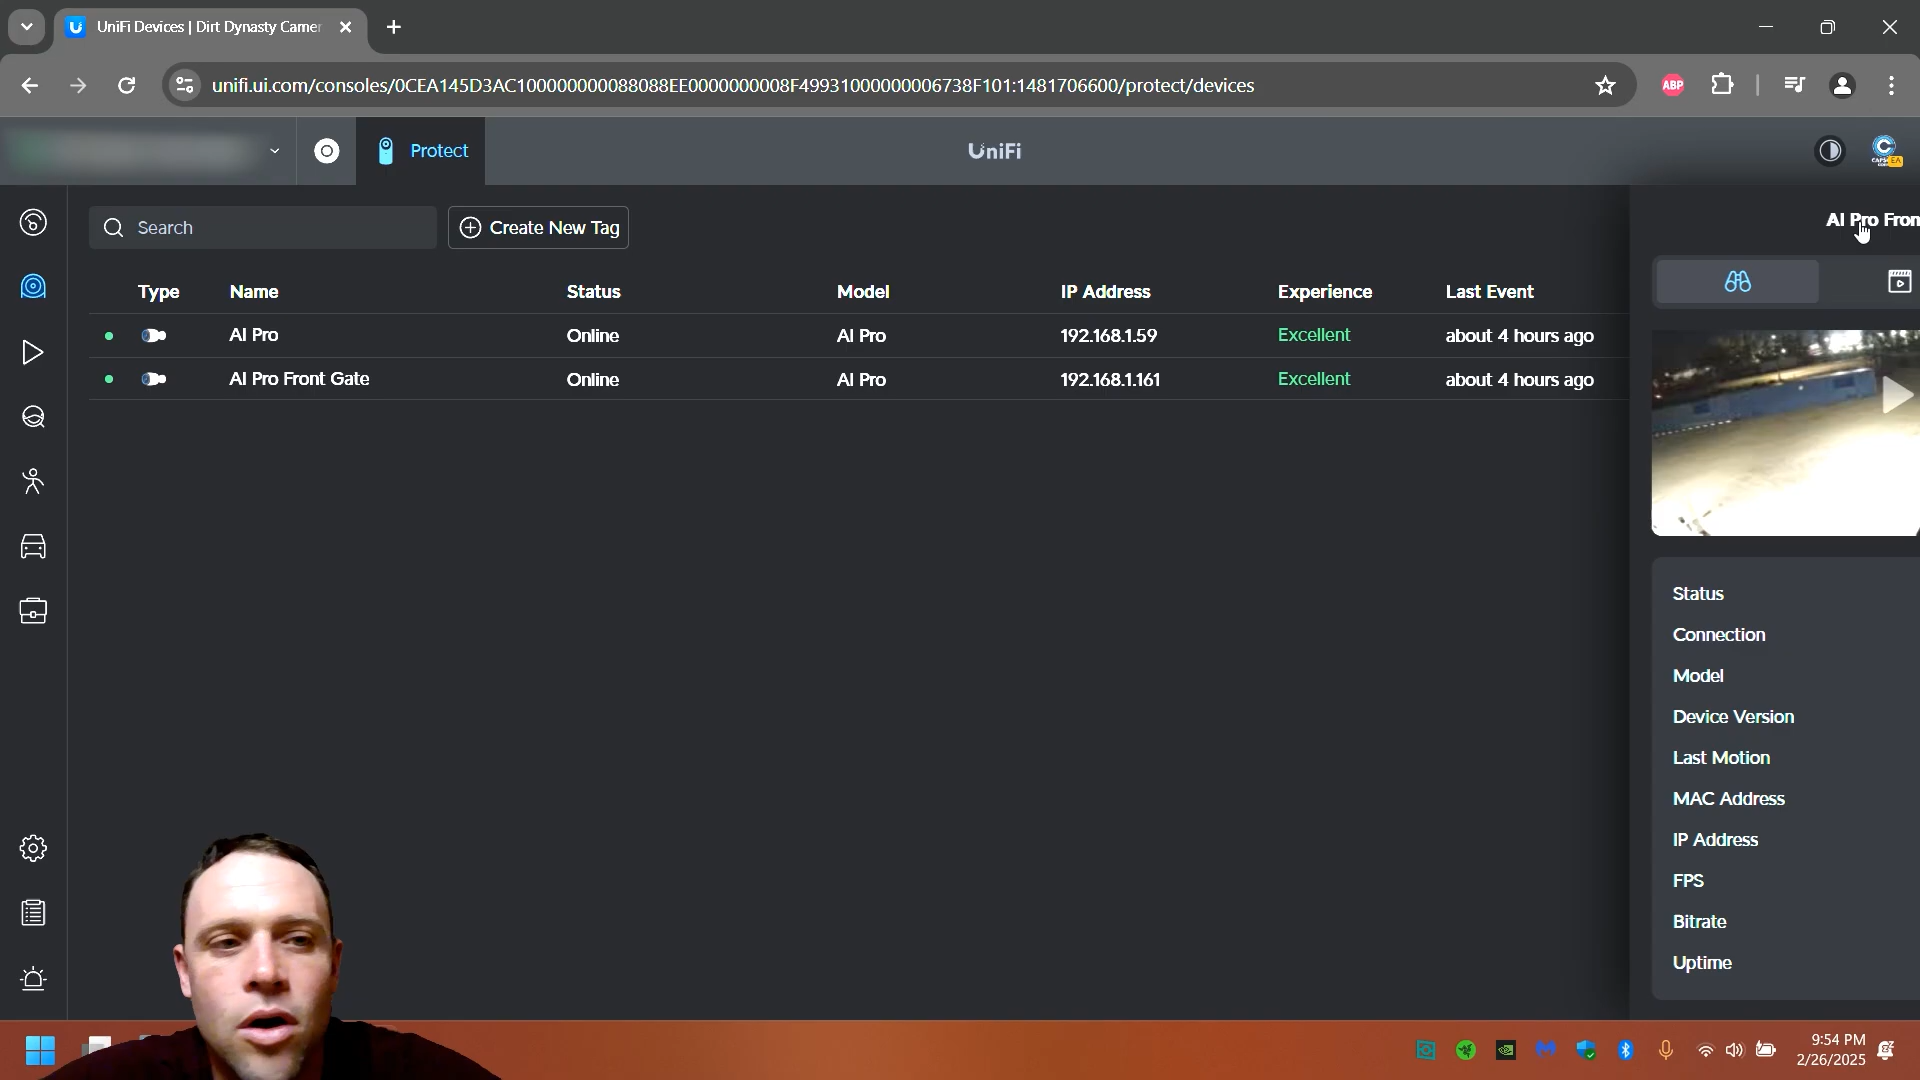 UniFi Devices | Dirt Dynasty Camer
unifi.ui.com/consoles/0CEA145D3AC100000000088088EE0000000008F49931000000006738F101:1481706600/protect/devices
ABP
Protect
UniFi
EA
Search
Create New Tag
AI Pro Fron
Type Name Status Model IP Address Experience Last Event
AI Pro Online AI Pro 192.168.1.59 Excellent about 4 hours ago
AI Pro Front Gate Online AI Pro 192.168.1.161 Excellent about 4 hours ago
Status
Connection
Model
Device Version
Last Motion
MAC Address
IP Address
FPS
Bitrate
Uptime
9:54 PM
2/26/2025